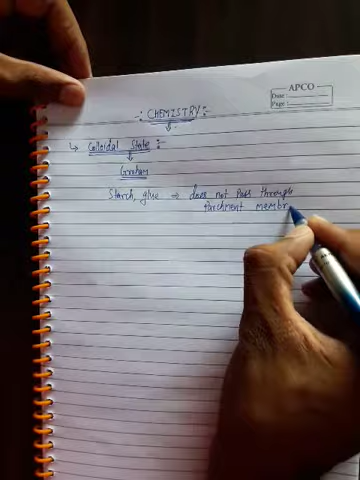 APCO
Date:
Page:
-: CHEMISTRY :-
↳ Colloidal State :-
Graham
Starch, glue → does not pass through
Parchment membr